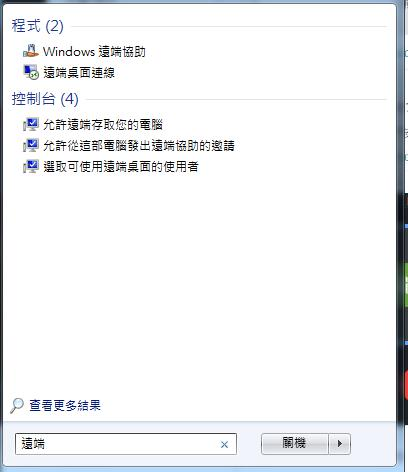 程式 (2)
Windows 遠端協助
遠端桌面連線
控制台 (4)
允許遠端存取您的電腦
允許從這部電腦發出遠端協助的邀請
選取可使用遠端桌面的使用者
查看更多結果
遠端
關機